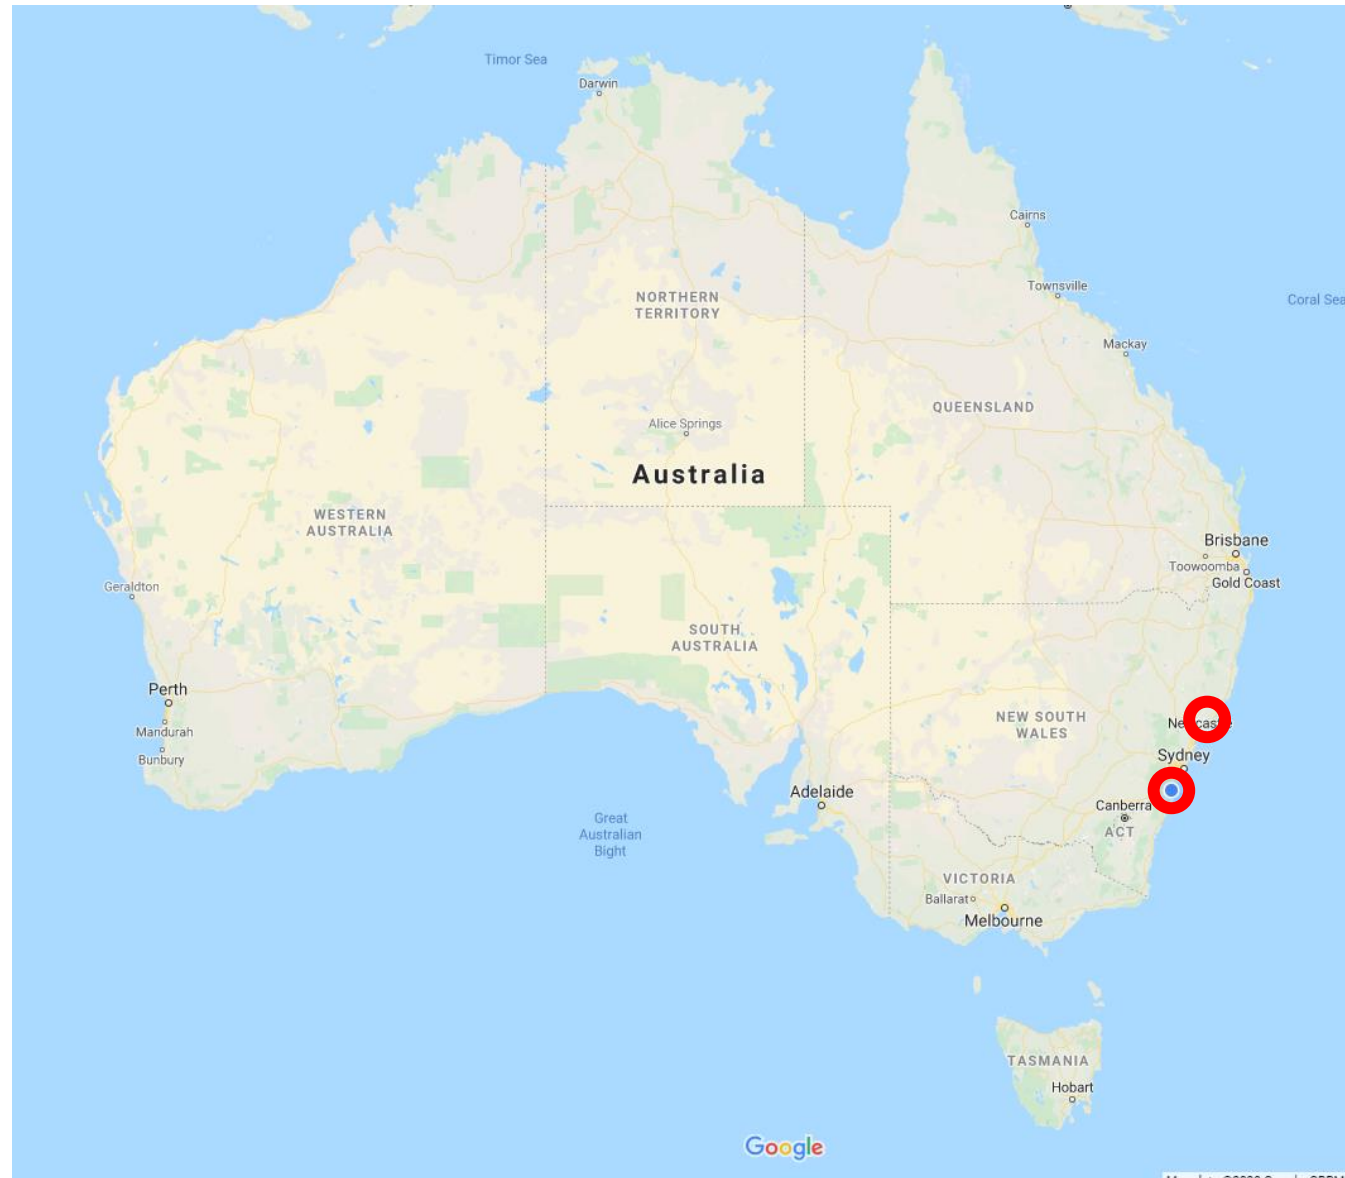 Timor Sea
Darwin
Cairns
Townsville
Coral Sea
NORTHERN
TERRITORY
Mackay
QUEENSLAND
Alice Springs
Australia
WESTERN
AUSTRALIA
Brisbane
Toowoomba
Gold Coast
Geraldton
SOUTH
AUSTRALIA
Perth
Mandurah
Bunbury
NEW SOUTH
WALES
Newcastle
Sydney
Adelaide
Canberra
ACT
Great
Australian
Bight
VICTORIA
Ballarat
Melbourne
TASMANIA
Hobart
Google